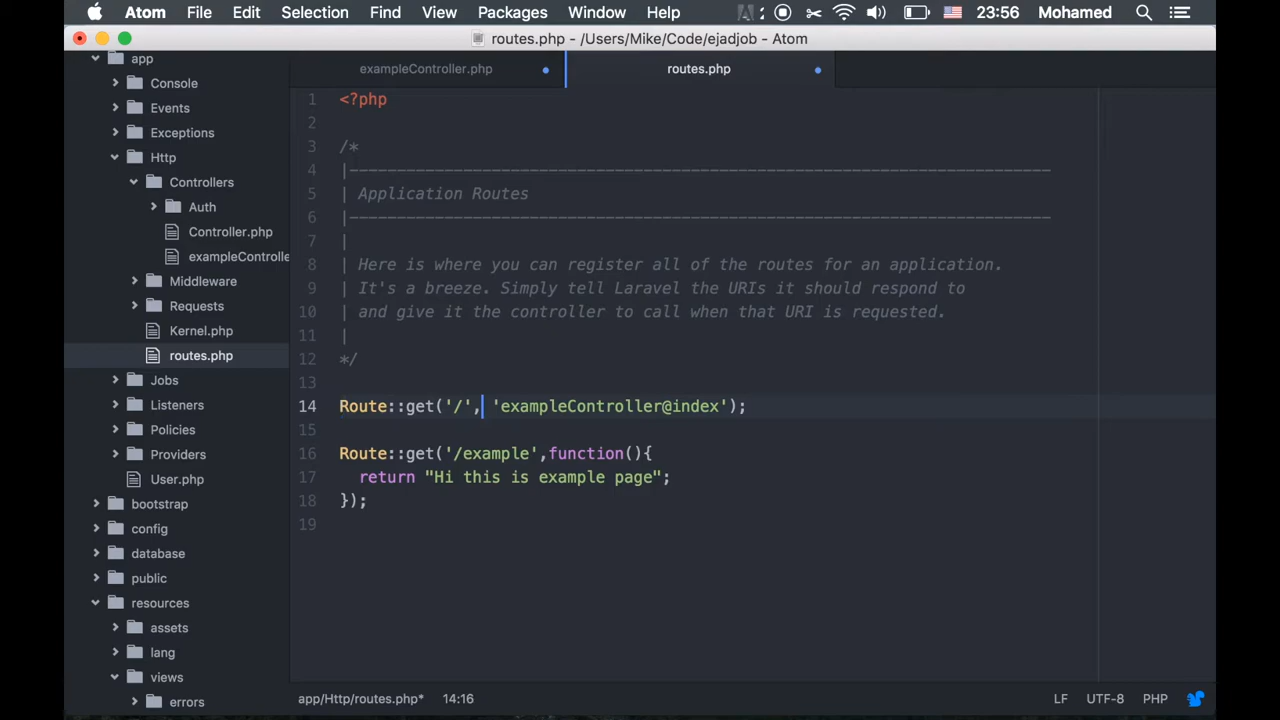 Atom File Edit Selection Find View Packages Window Help 23:56 Mohamed
routes.php - /Users/Mike/Code/ejadjob - Atom
app
Console
Events
Exceptions
Http
Controllers
Auth
Controller.php
exampleControlle
Middleware
Requests
Kernel.php
routes.php
Jobs
Listeners
Policies
Providers
User.php
bootstrap
config
database
public
resources
assets
lang
views
errors
exampleController.php routes.php
1 <?php
2
3 /*
4 |--------------------------------------------------------------------------
5 | Application Routes
6 |--------------------------------------------------------------------------
7 |
8 | Here is where you can register all of the routes for an application.
9 | It's a breeze. Simply tell Laravel the URIs it should respond to
10 | and give it the controller to call when that URI is requested.
11 |
12 */
13
14 Route::get('/', 'exampleController@index');
15
16 Route::get('/example',function(){
17 return "Hi this is example page";
18 });
19
app/Http/routes.php* 14:16 LF UTF-8 PHP